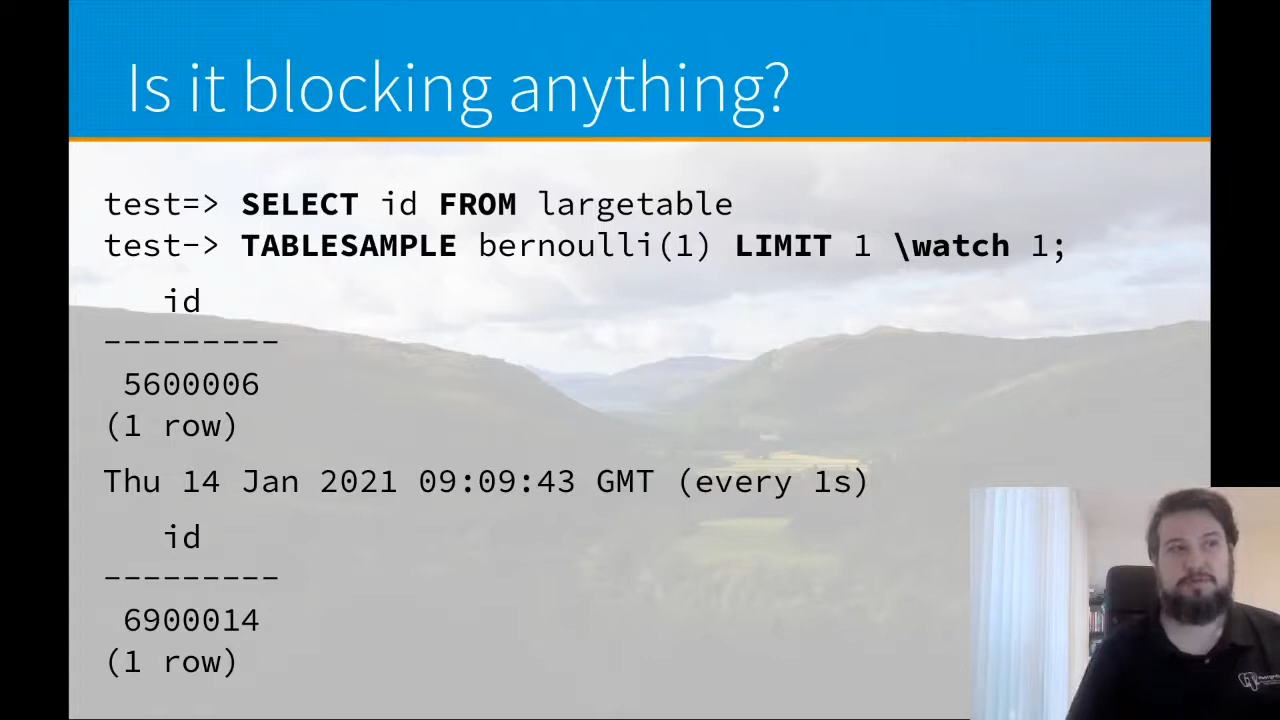 Is it blocking anything?
test=> SELECT id FROM largetable
test-> TABLESAMPLE bernoulli(1) LIMIT 1 \watch 1;
id
---------
5600006
(1 row)
Thu 14 Jan 2021 09:09:43 GMT (every 1s)
id
---------
6900014
(1 row)